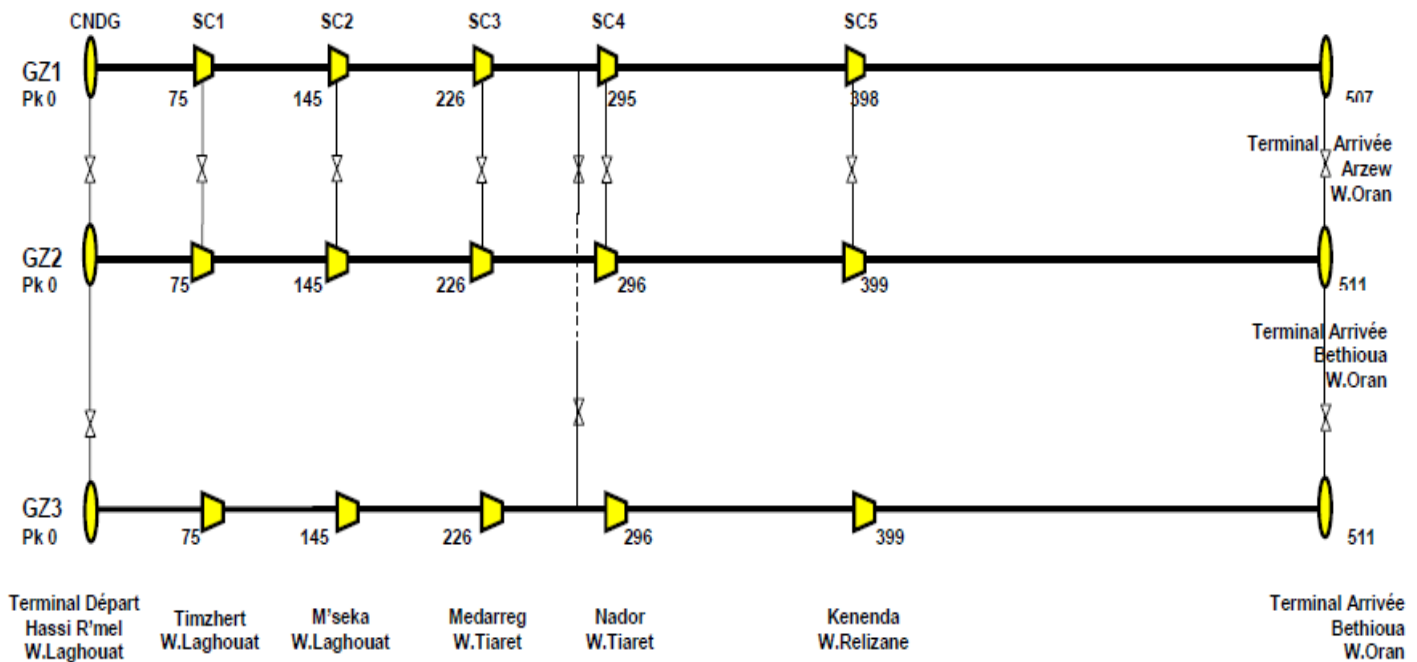 CNDG SC1 SC2 SC3 SC4 SC5
GZ1
Pk 0 75 145 226 295 398 507
Terminal Arrivée
Arzew
W.Oran
GZ2
Pk 0 75 145 226 296 399 511
Terminal Arrivée
Bethioua
W.Oran
GZ3
Pk 0 75 145 226 296 399 511
Terminal Départ
Hassi R'mel
W.Laghouat
Timzhert
W.Laghouat
M'seka
W.Laghouat
Medarreg
W.Tiaret
Nador
W.Tiaret
Kenenda
W.Relizane
Terminal Arrivée
Bethioua
W.Oran